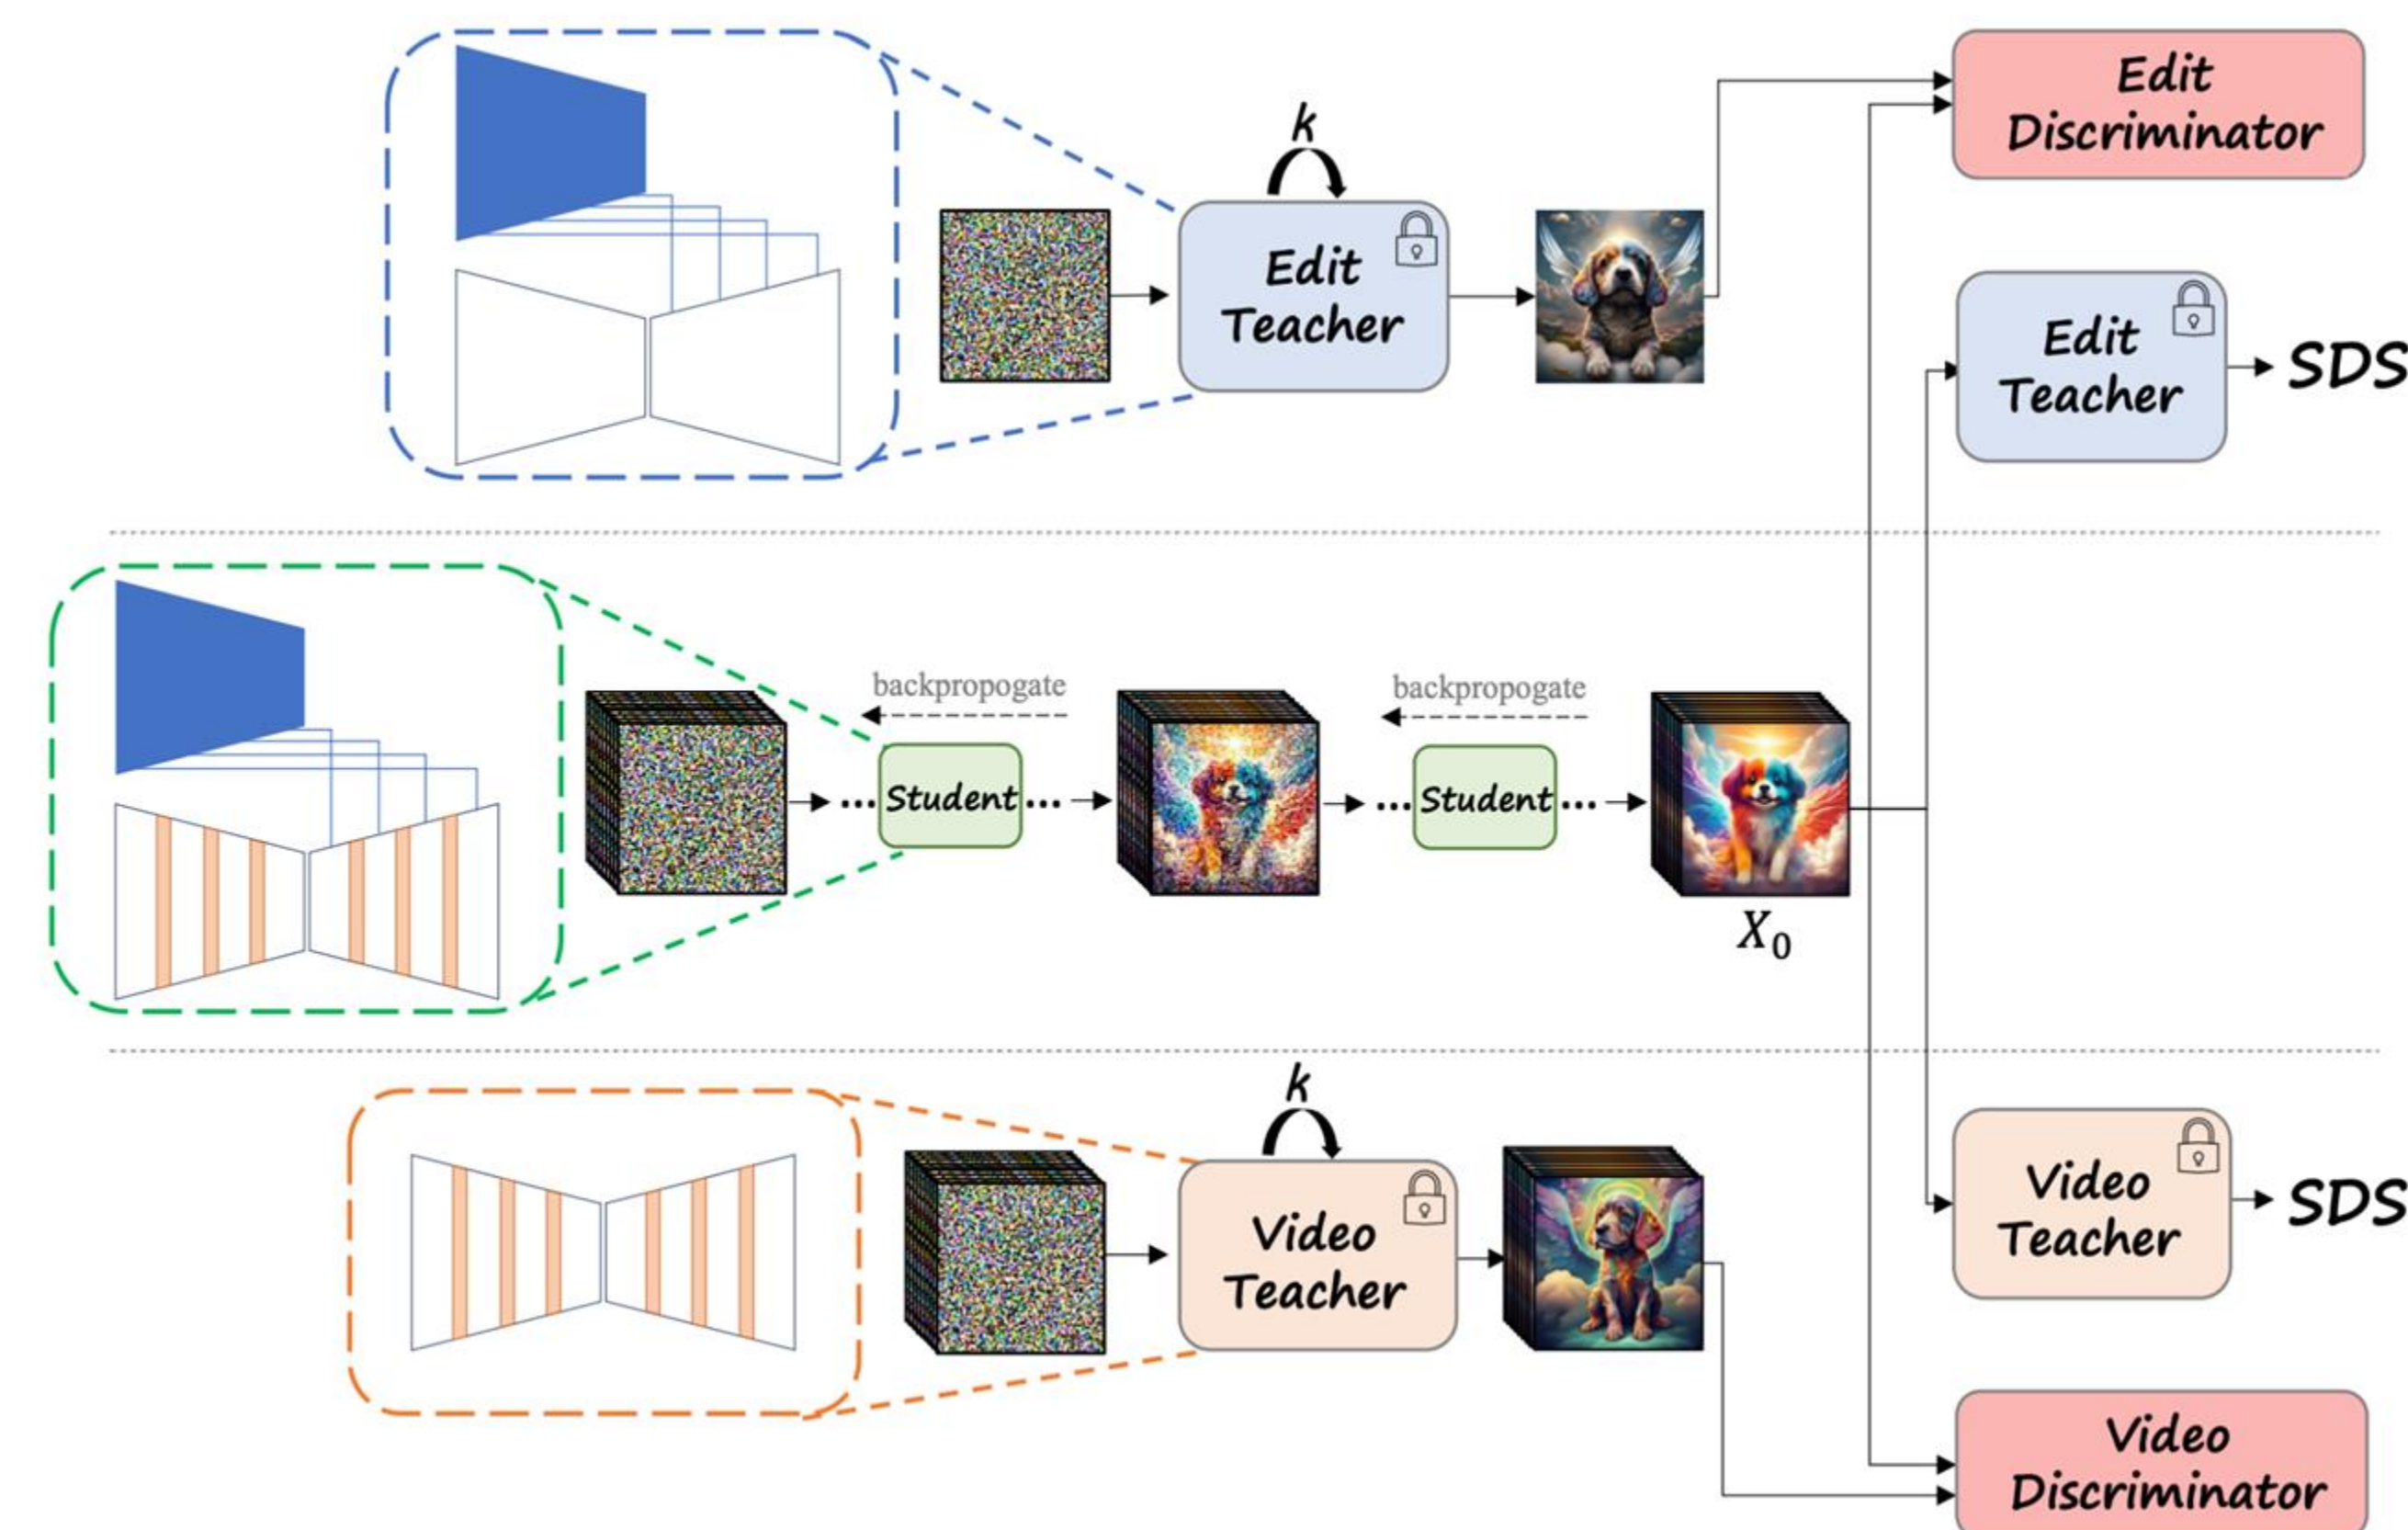 Edit
Discriminator
k
Edit
Teacher
Edit
Teacher
SDS
backpropogate
backpropogate
...Student...
...Student...
X₀
k
Video
Teacher
Video
Teacher
SDS
Video
Discriminator